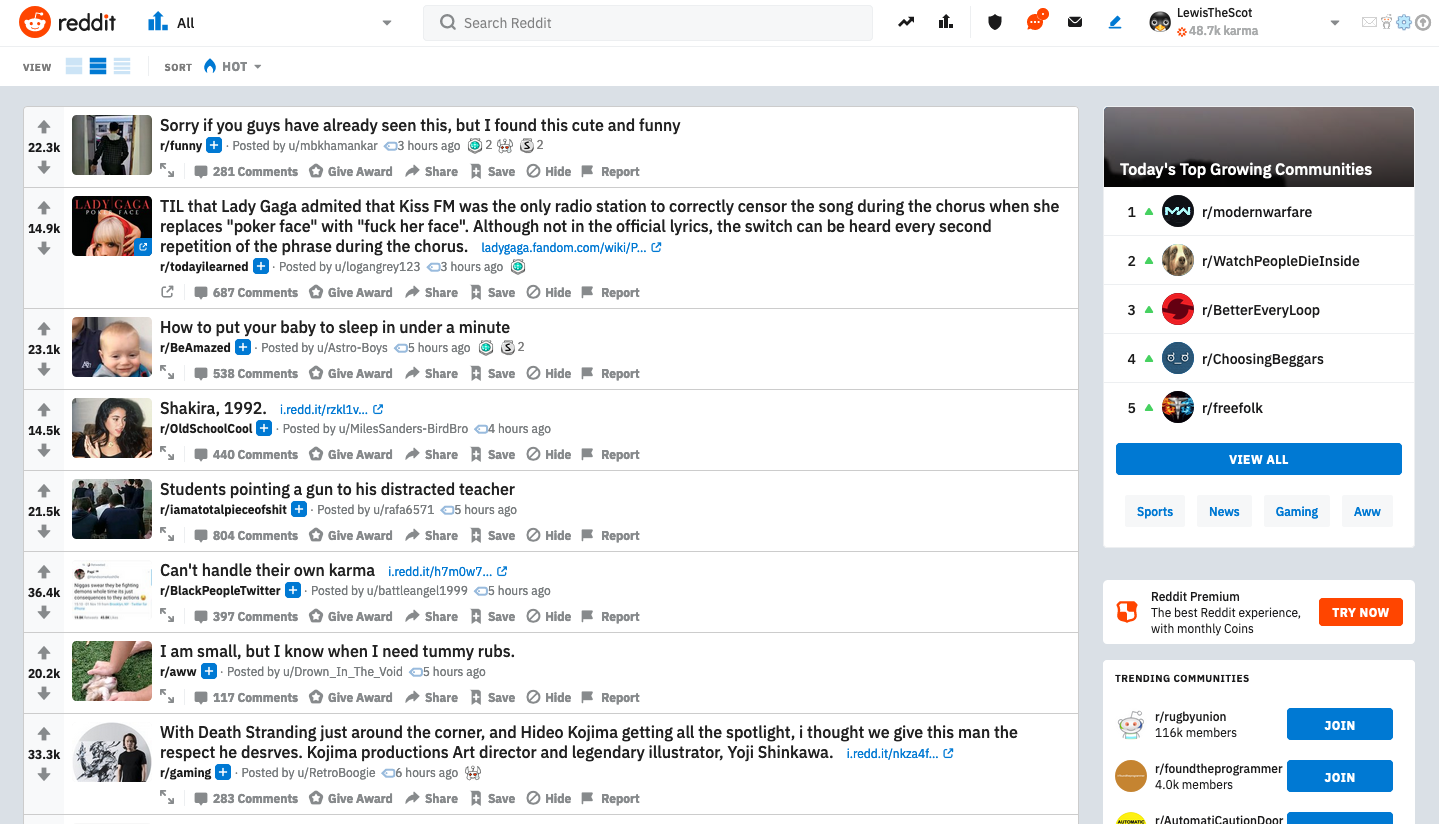 reddit
All
Search Reddit
LewisTheScot
48.7k karma
VIEW
SORT
HOT
22.3k
Sorry if you guys have already seen this, but I found this cute and funny
r/funny · Posted by u/mbkhamankar 3 hours ago 2 S 2
281 Comments Give Award Share Save Hide Report
14.9k
LADY GAGA
POKER FACE
TIL that Lady Gaga admitted that Kiss FM was the only radio station to correctly censor the song during the chorus when she
replaces "poker face" with "fuck her face". Although not in the official lyrics, the switch can be heard every second
repetition of the phrase during the chorus. ladygaga.fandom.com/wiki/P...
r/todayilearned · Posted by u/logangrey123 3 hours ago
687 Comments Give Award Share Save Hide Report
23.1k
How to put your baby to sleep in under a minute
r/BeAmazed · Posted by u/Astro-Boys 5 hours ago S 2
538 Comments Give Award Share Save Hide Report
14.5k
Shakira, 1992. i.redd.it/rzkl1v...
r/OldSchoolCool · Posted by u/MilesSanders-BirdBro 4 hours ago
440 Comments Give Award Share Save Hide Report
21.5k
Students pointing a gun to his distracted teacher
r/iamatotalpieceofshit · Posted by u/rafa6571 5 hours ago
804 Comments Give Award Share Save Hide Report
36.4k
Niggas swear they be fighting
demons whole time its just
consequences to they actions
Can't handle their own karma i.redd.it/h7m0w7...
r/BlackPeopleTwitter · Posted by u/battleangel1999 5 hours ago
397 Comments Give Award Share Save Hide Report
20.2k
I am small, but I know when I need tummy rubs.
r/aww · Posted by u/Drown_In_The_Void 5 hours ago
117 Comments Give Award Share Save Hide Report
33.3k
With Death Stranding just around the corner, and Hideo Kojima getting all the spotlight, i thought we give this man the
respect he desrves. Kojima productions Art director and legendary illustrator, Yoji Shinkawa. i.redd.it/nkza4f...
r/gaming · Posted by u/RetroBoogie 6 hours ago
283 Comments Give Award Share Save Hide Report
Today's Top Growing Communities
1 r/modernwarfare
2 r/WatchPeopleDieInside
3 r/BetterEveryLoop
4 r/ChoosingBeggars
5 r/freefolk
VIEW ALL
Sports News Gaming Aww
Reddit Premium
The best Reddit experience,
with monthly Coins
TRY NOW
TRENDING COMMUNITIES
r/rugbyunion
116k members
JOIN
r/foundtheprogrammer
4.0k members
JOIN
AUTOMATIC
r/AutomatiCautionDoor